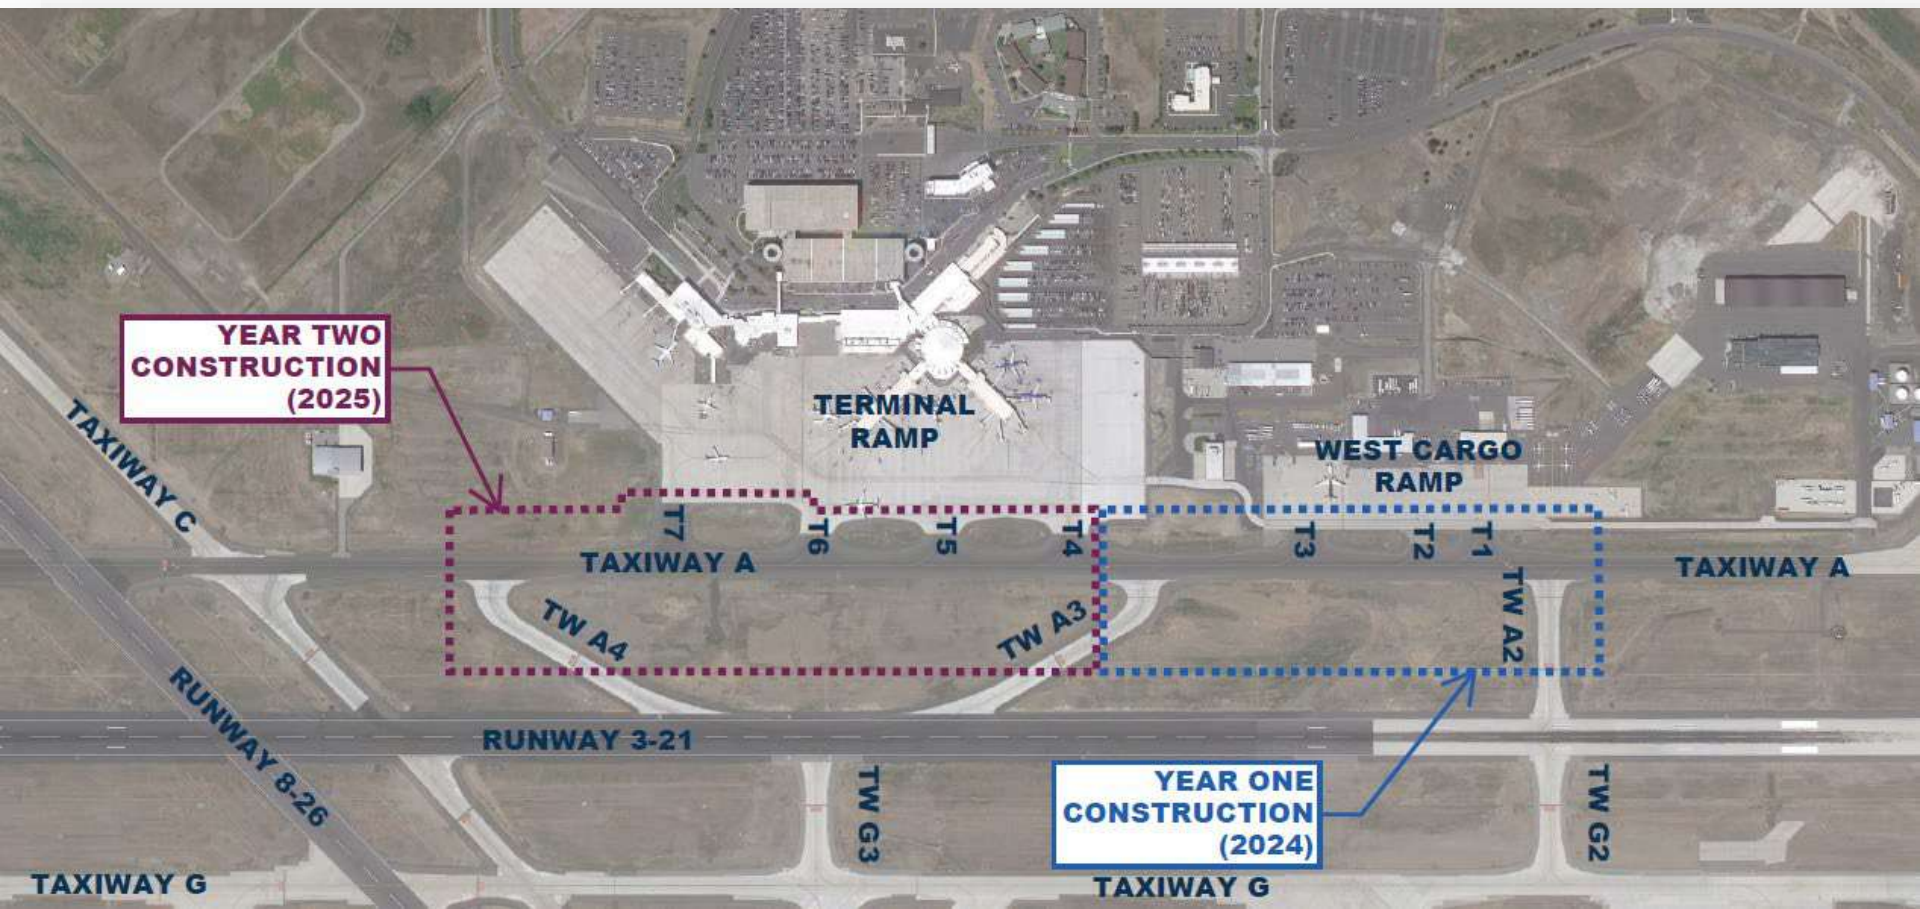 YEAR TWO
CONSTRUCTION
(2025)
TAXIWAY C
TERMINAL
RAMP
WEST CARGO
RAMP
T7
T6
T5
T4
T3
T2
T1
TAXIWAY A
TAXIWAY A
TW A4
TW A3
TW A2
RUNWAY 8-26
RUNWAY 3-21
YEAR ONE
CONSTRUCTION
(2024)
TW G3
TW G2
TAXIWAY G
TAXIWAY G